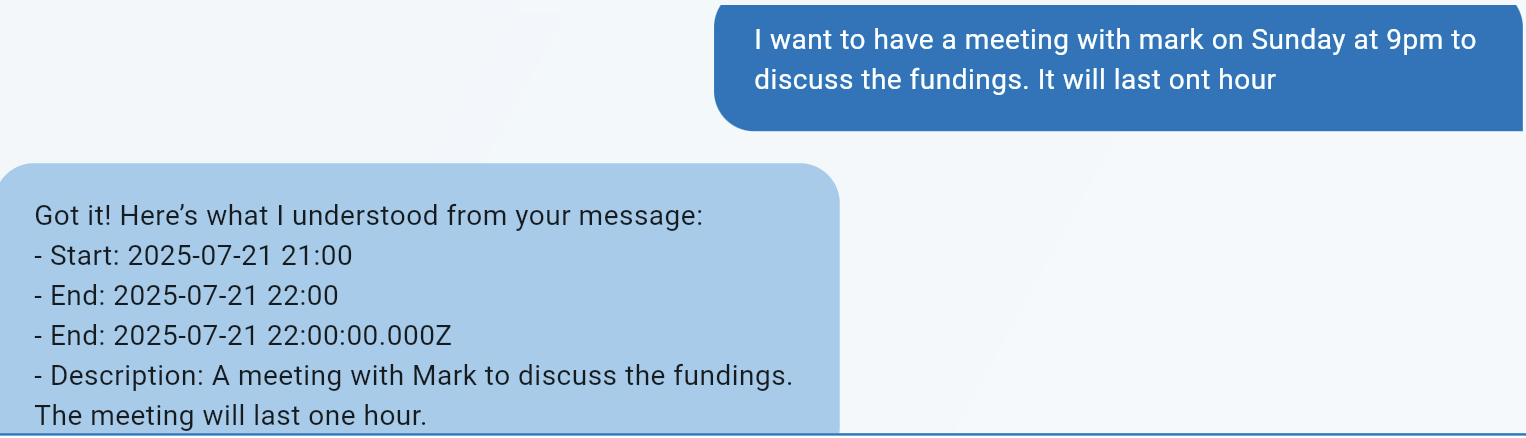 I want to have a meeting with mark on Sunday at 9pm to
discuss the fundings. It will last ont hour
Got it! Here’s what I understood from your message:
- Start: 2025-07-21 21:00
- End: 2025-07-21 22:00
- End: 2025-07-21 22:00:00.000Z
- Description: A meeting with Mark to discuss the fundings.
The meeting will last one hour.